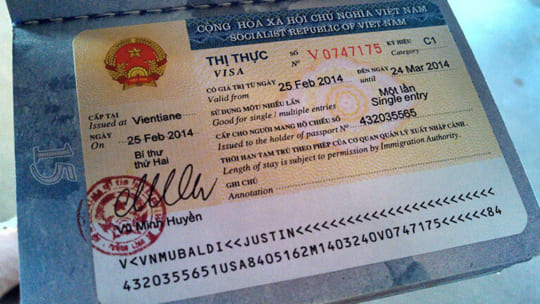 CỘNG HÒA XÃ HỘI CHỦ NGHĨA VIỆT NAM
SOCIALIST REPUBLIC OF VIET NAM
THỊ THỰC
VISA
SỐ
Nº V 0747175
KÝ HIỆU
Category C1
CÓ GIÁ TRỊ TỪ NGÀY
Valid from 25 Feb 2014
ĐẾN NGÀY
until 24 Mar 2014
CẤP TẠI
Issued at Vientiane
SỬ DỤNG MỘT/NHIỀU LẦN
Good for single / multiple entries
Một lần
Single entry
NGÀY
On 25 Feb 2014
CẤP CHO NGƯỜI MANG HỘ CHIẾU SỐ
Issued to the holder of passport Nº 432035565
Bí thư
thứ Hai
THỜI HẠN TẠM TRÚ THEO PHÉP CỦA CƠ QUAN QUẢN LÝ XUẤT NHẬP CẢNH
Length of stay is subject to permission by Immigration Authority.
GHI CHÚ
Annotation
15
Vũ Minh Huyền
V<VNMUBALDI<<JUSTIN<<<<<<<<<<<<<<<<<<<<<<<<<
4320355651USA8405162M1403240V0747175<<<<<<84